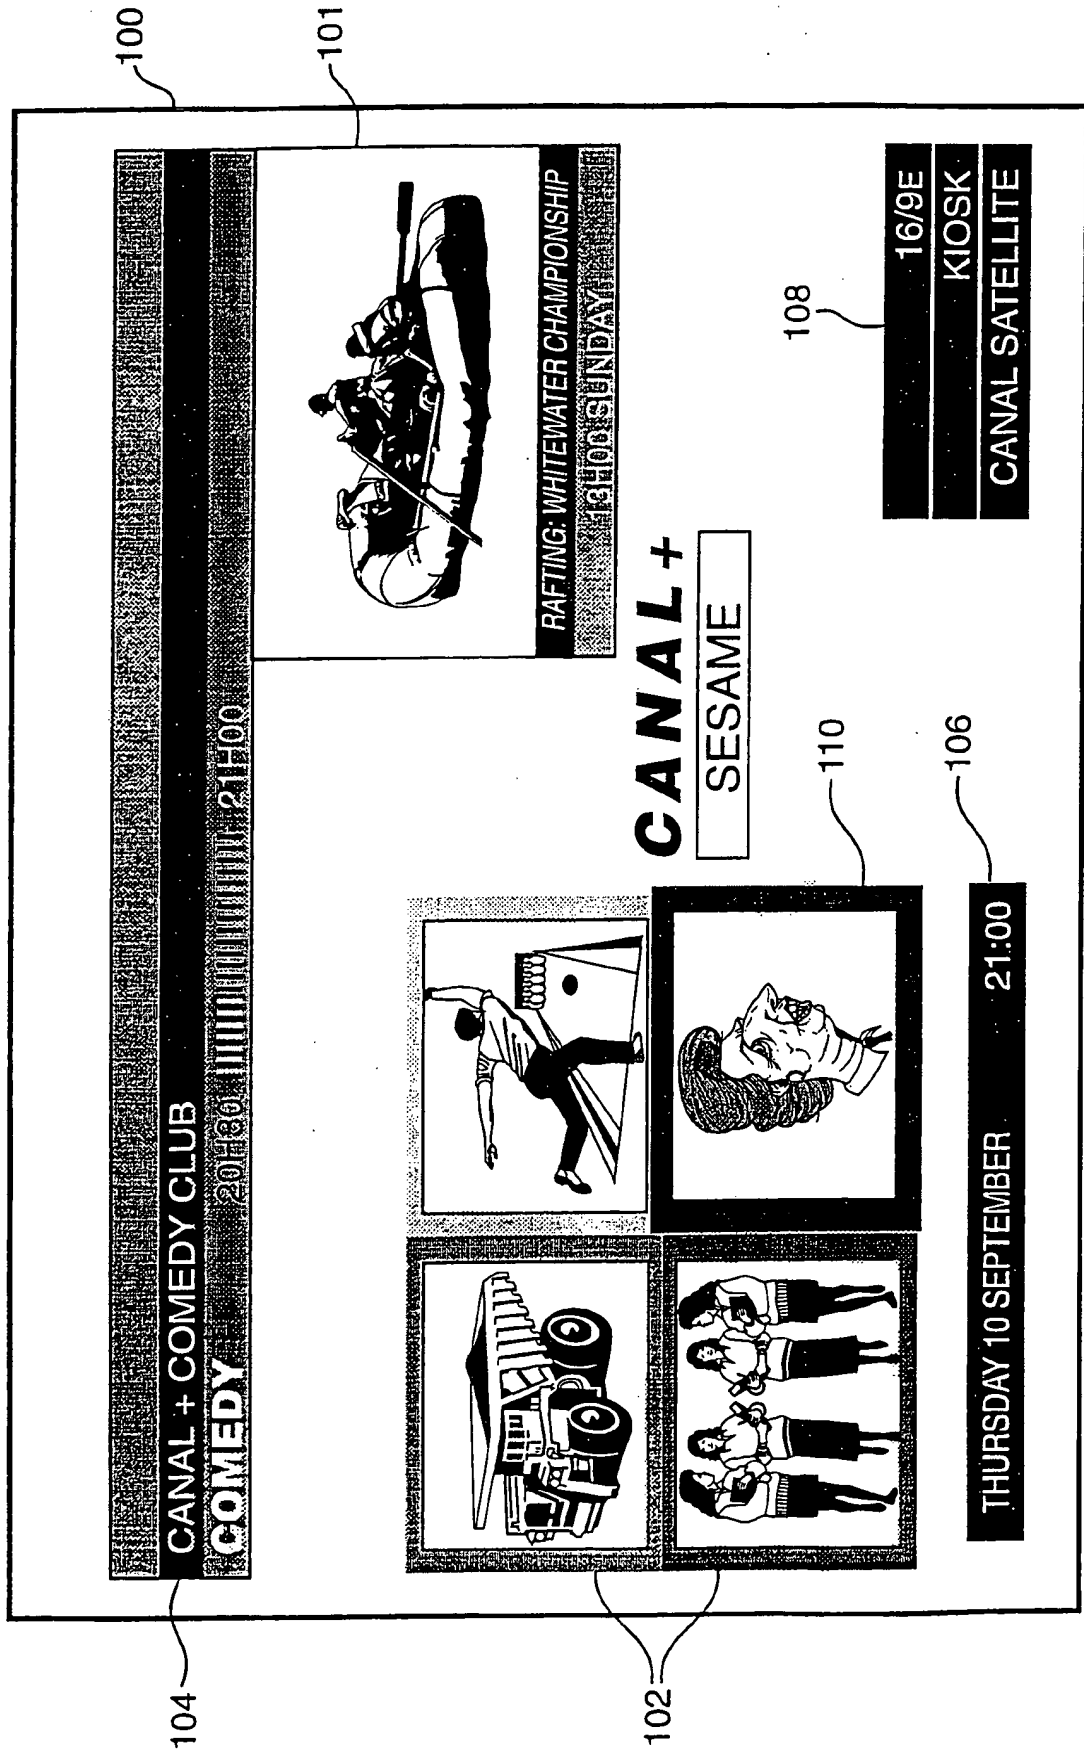 100
101
104
CANAL + COMEDY CLUB
COMEDY 20H30 21H00
RAFTING: WHITEWATER CHAMPIONSHIP
13H00 SUNDAY
102
CANAL+
SESAME
110
108
16/9E
KIOSK
CANAL SATELLITE
THURSDAY 10 SEPTEMBER 21:00
106